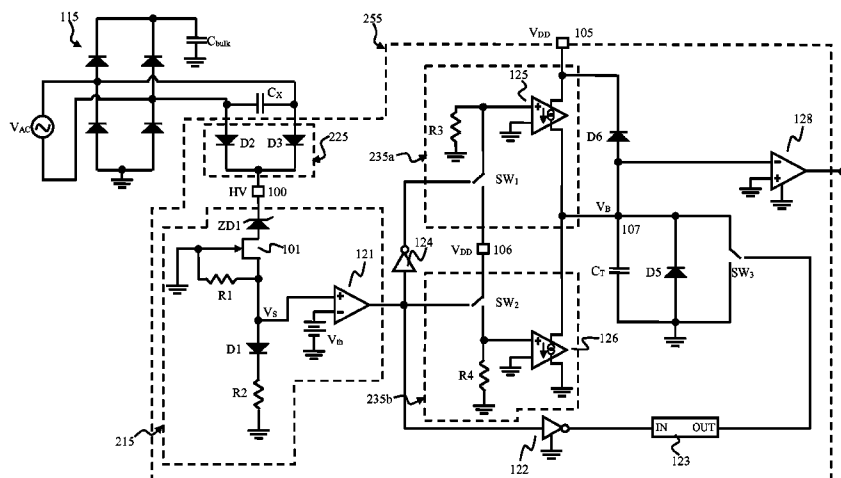 115
255
V_DD 105
C_bulk
125
C_X
R3
D6
128
V_AC
D2 D3 225
235a
SW_1
HV 100
V_B
ZD1
124
V_DD 106
107
101
121
C_T D5
SW_3
R1
V_S
SW_2
V_th
126
D1
R4
R2
235b
215
122
IN OUT
123